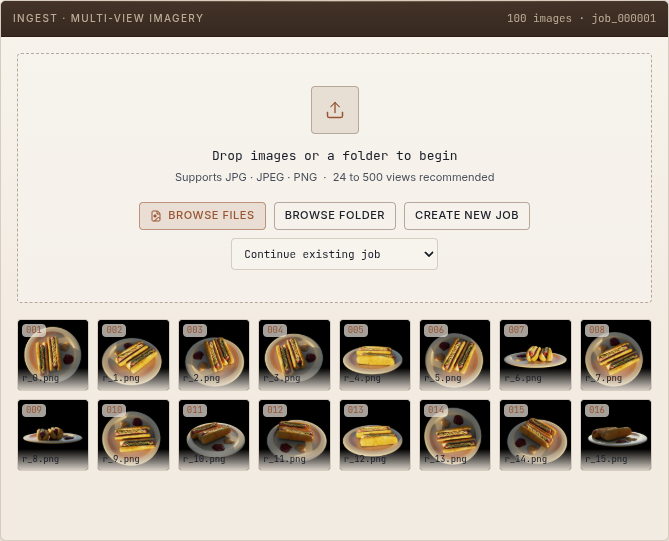 INGEST · MULTI-VIEW IMAGERY
100 images · job_000001
Drop images or a folder to begin
Supports JPG · JPEG · PNG · 24 to 500 views recommended
BROWSE FILES
BROWSE FOLDER
CREATE NEW JOB
Continue existing job
001 002 003 004 005 006 007 008
r_0.png r_1.png r_2.png r_3.png r_4.png r_5.png r_6.png r_7.png
009 010 011 012 013 014 015 016
r_8.png r_9.png r_10.png r_11.png r_12.png r_13.png r_14.png r_15.png